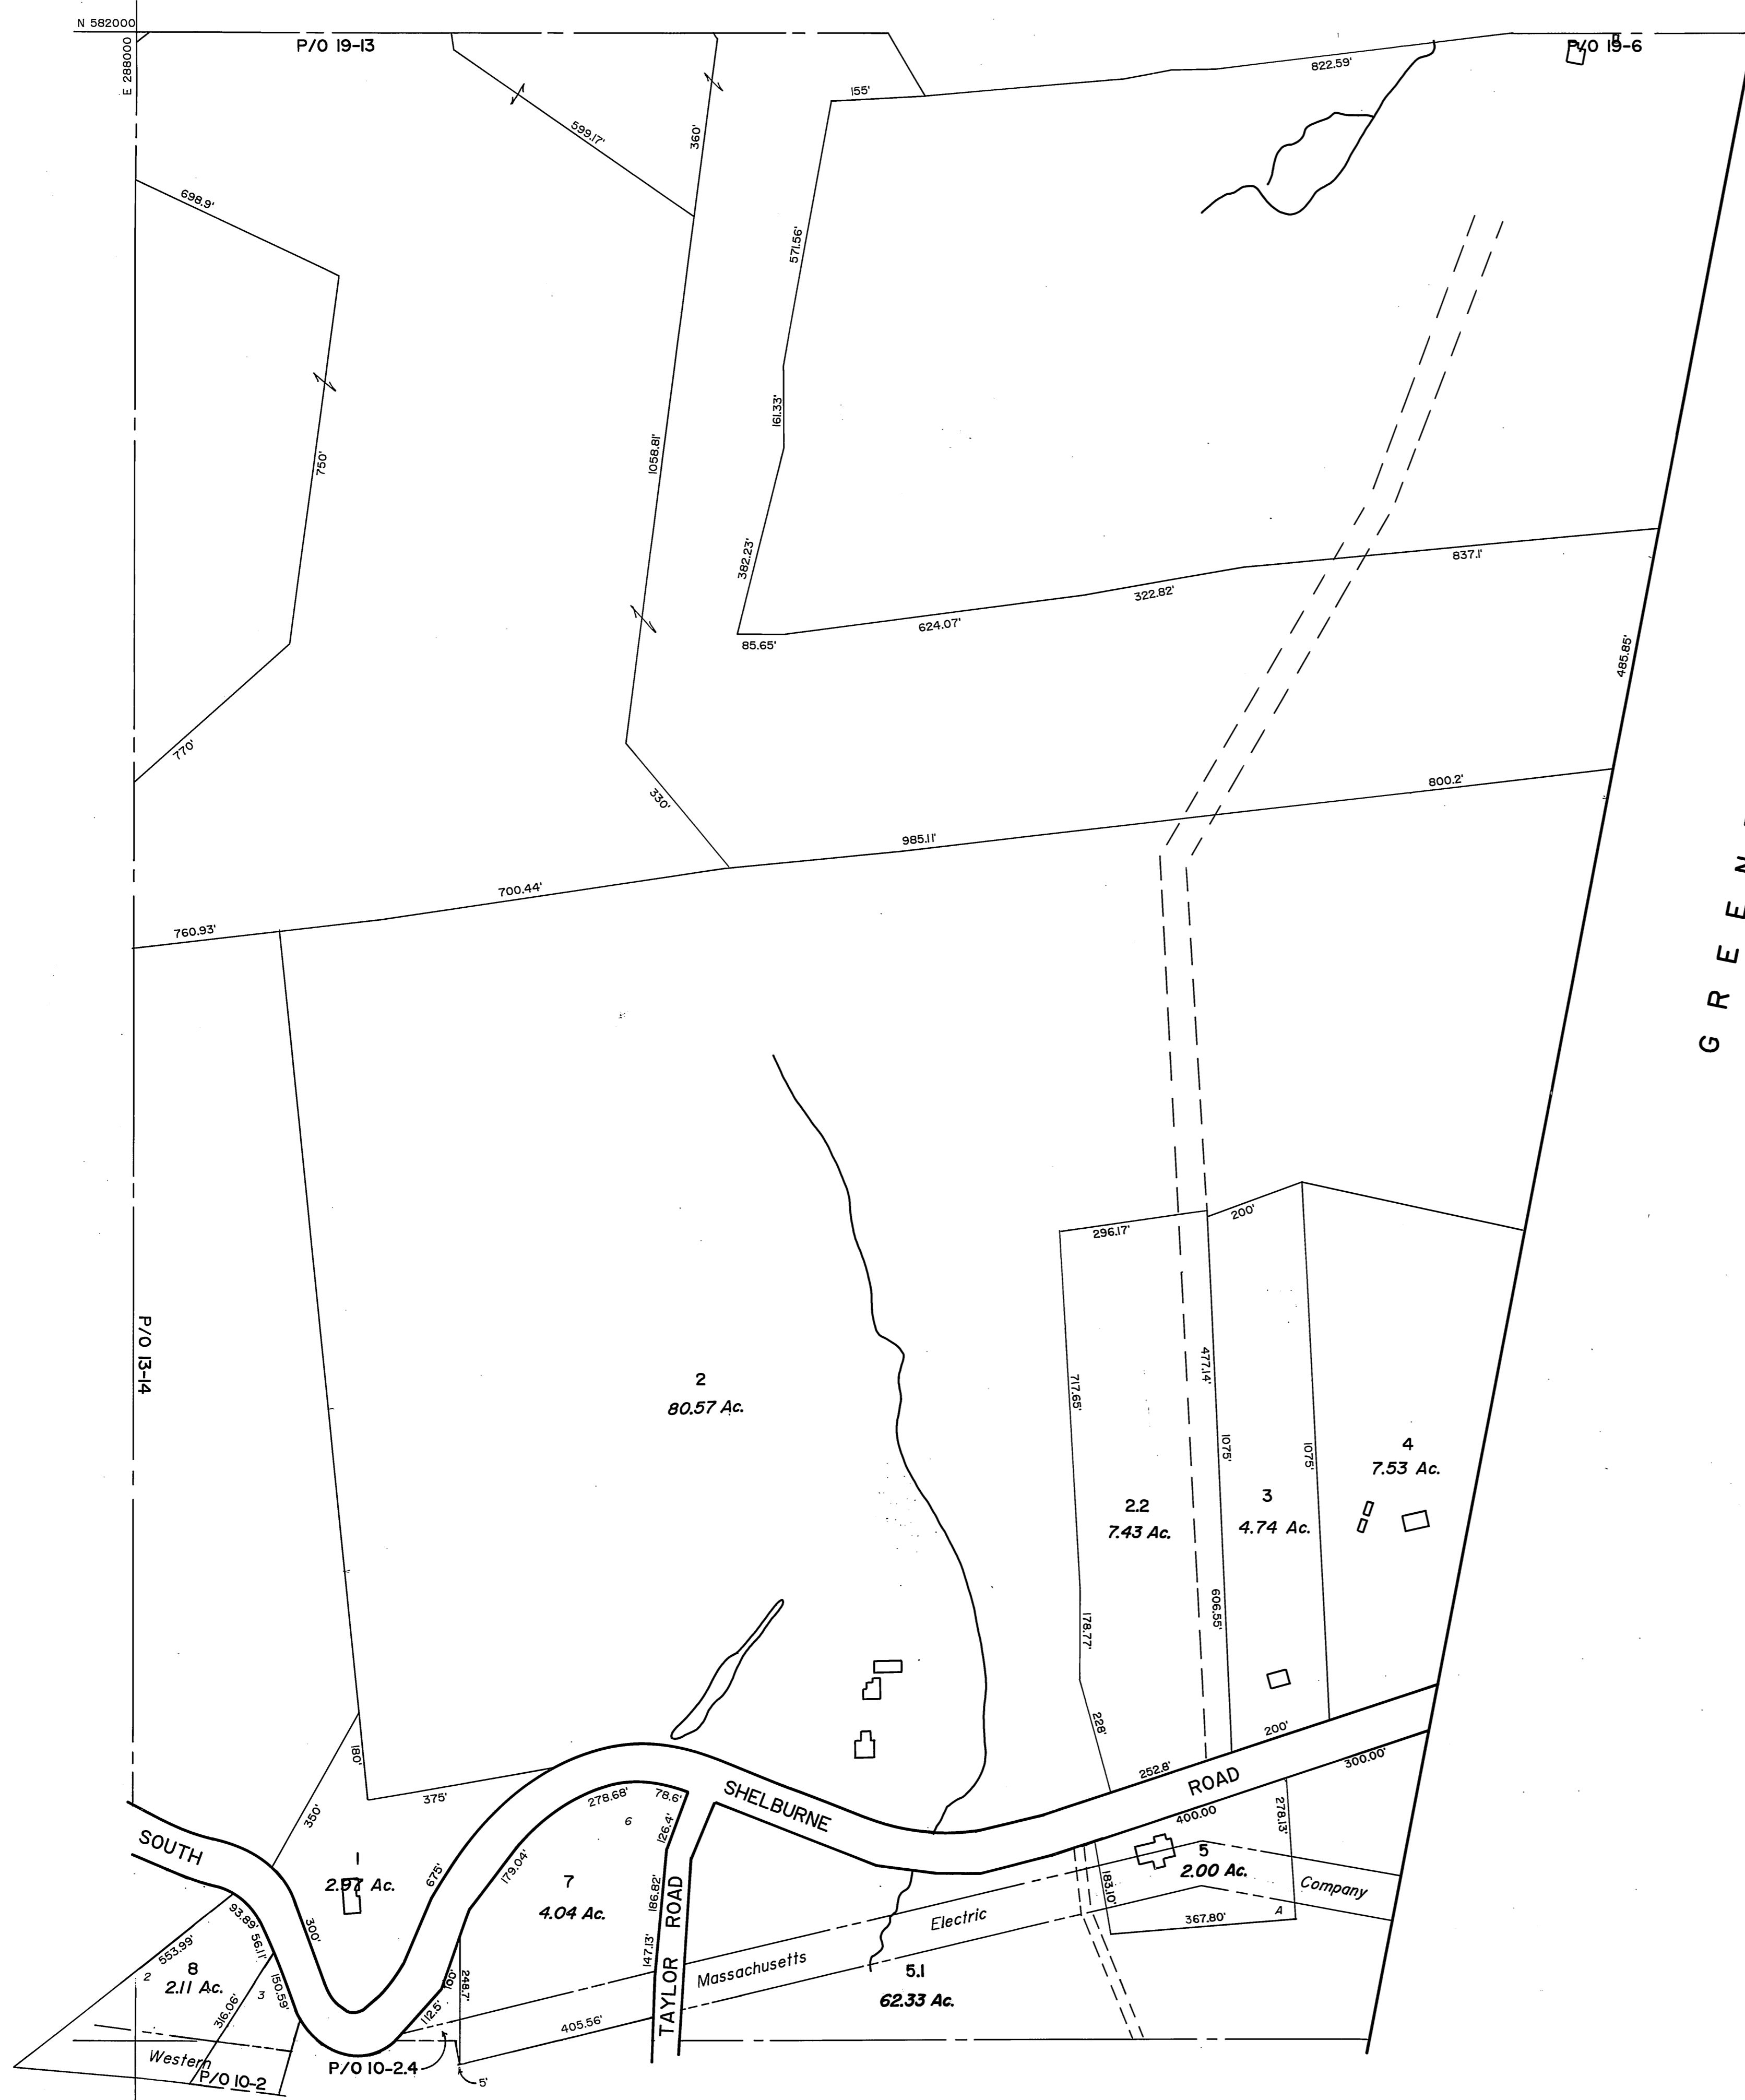 N 582000
E 288000
P/O 19-13
P/O 19-6
822.59'
155'
599.17'
360'
698.9'
571.56'
161.33'
750'
1058.81'
382.23'
837.1'
322.82'
624.07'
85.65'
485.85'
770'
330'
800.2'
985.11'
700.44'
760.93'
G R E E N
296.17'
200'
P/O 13-14
477.14'
717.65'
2
80.57 Ac.
1075'
1075'
4
7.53 Ac.
2.2
7.43 Ac.
3
4.74 Ac.
606.55'
178.77'
228'
180'
375'
278.68'
78.6'
SHELBURNE
252.8'
ROAD
200'
300.00'
400.00
278.13'
350'
SOUTH
6
126.4'
1
2.97 Ac.
675'
179.04'
7
4.04 Ac.
186.82'
TAYLOR ROAD
5
2.00 Ac.
183.10'
Company
367.80'
A
Electric
Massachusetts
93.89'
56.11'
300'
553.99'
8
2.11 Ac.
2
3
150.59'
316.06'
147.13'
100'
248.7'
112.5'
5.1
62.33 Ac.
405.56'
Western
P/O 10-2
P/O 10-2.4
5'